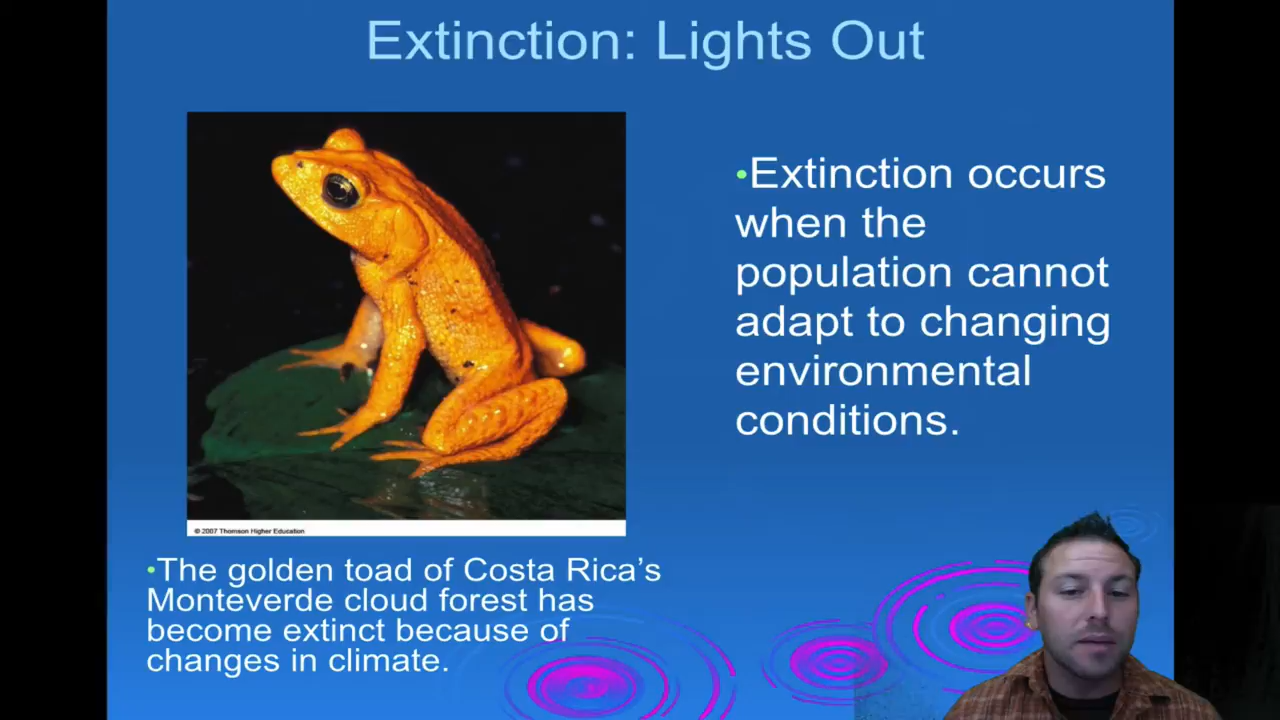 Extinction: Lights Out
•Extinction occurs
when the
population cannot
adapt to changing
environmental
conditions.
© 2007 Thomson Higher Education
•The golden toad of Costa Rica’s
Monteverde cloud forest has
become extinct because of
changes in climate.